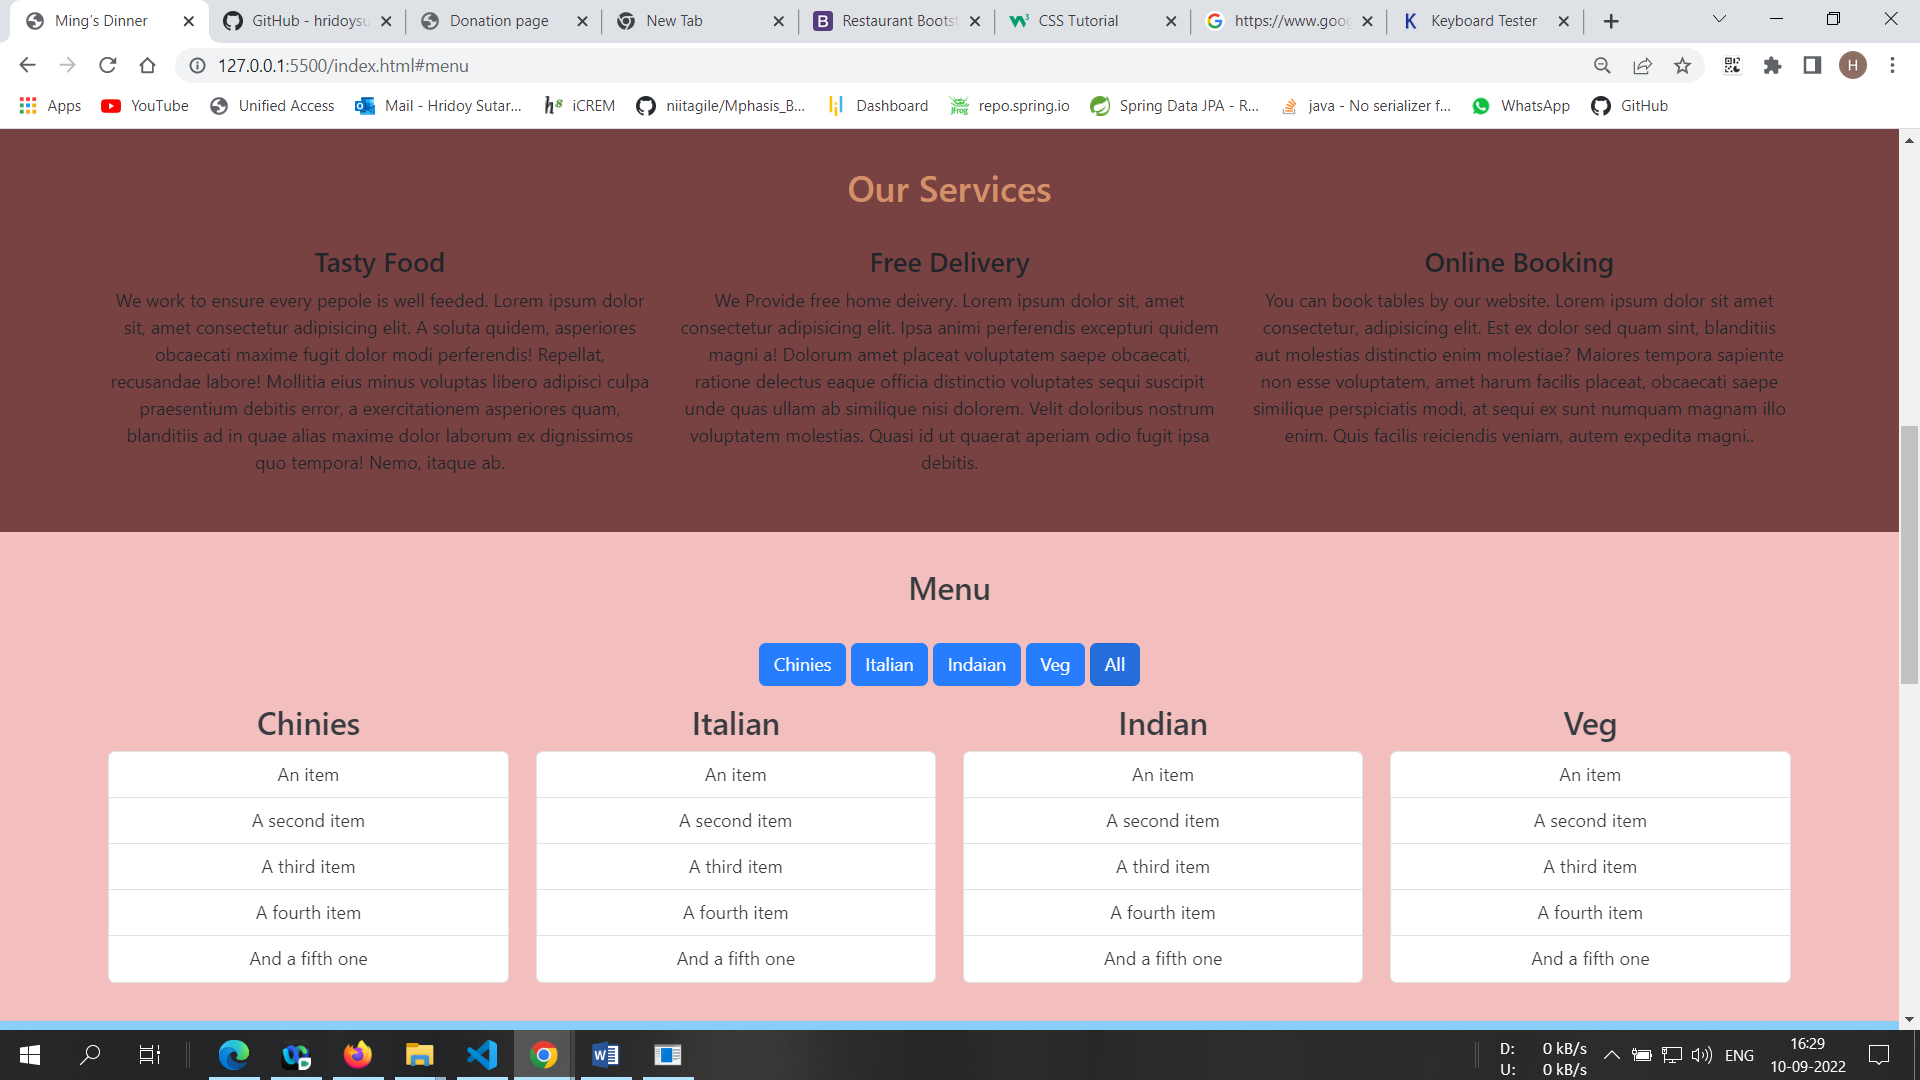 Ming's Dinner
GitHub - hridoysu
Donation page
New Tab
Restaurant Bootst
CSS Tutorial
https://www.goog
Keyboard Tester
127.0.0.1:5500/index.html#menu
H
Apps
YouTube
Unified Access
Mail - Hridoy Sutar...
iCREM
niitagile/Mphasis_B...
Dashboard
repo.spring.io
Spring Data JPA - R...
java - No serializer f...
WhatsApp
GitHub
Our Services
Tasty Food
We work to ensure every pepole is well feeded. Lorem ipsum dolor
sit, amet consectetur adipisicing elit. A soluta quidem, asperiores
obcaecati maxime fugit dolor modi perferendis! Repellat,
recusandae labore! Mollitia eius minus voluptas libero adipisci culpa
praesentium debitis error, a exercitationem asperiores quam,
blanditiis ad in quae alias maxime dolor laborum ex dignissimos
quo tempora! Nemo, itaque ab.
Free Delivery
We Provide free home deivery. Lorem ipsum dolor sit, amet
consectetur adipisicing elit. Ipsa animi perferendis excepturi quidem
magni a! Dolorum amet placeat voluptatem saepe obcaecati,
ratione delectus eaque officia distinctio voluptates sequi suscipit
unde quas ullam ab similique nisi dolorem. Velit doloribus nostrum
voluptatem molestias. Quasi id ut quaerat aperiam odio fugit ipsa
debitis.
Online Booking
You can book tables by our website. Lorem ipsum dolor sit amet
consectetur, adipisicing elit. Est ex dolor sed quam sint, blanditiis
aut molestias distinctio enim molestiae? Maiores tempora sapiente
non esse voluptatem, amet harum facilis placeat, obcaecati saepe
similique perspiciatis modi, at sequi ex sunt numquam magnam illo
enim. Quis facilis reiciendis veniam, autem expedita magni..
Menu
Chinies
Italian
Indaian
Veg
All
Chinies
An item
A second item
A third item
A fourth item
And a fifth one
Italian
An item
A second item
A third item
A fourth item
And a fifth one
Indian
An item
A second item
A third item
A fourth item
And a fifth one
Veg
An item
A second item
A third item
A fourth item
And a fifth one
D: 0 kB/s
U: 0 kB/s
ENG
16:29
10-09-2022